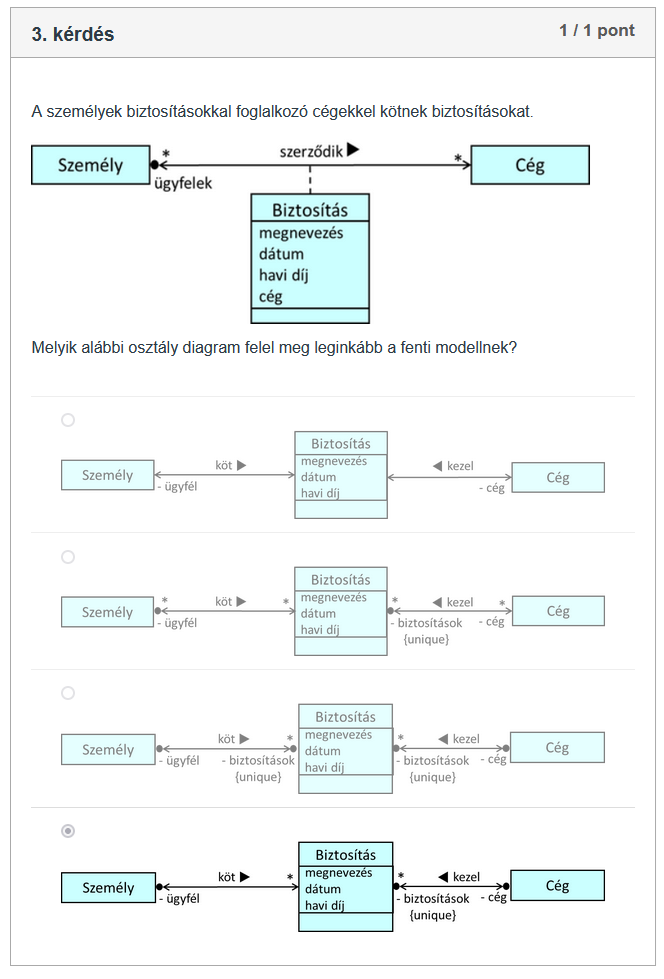 3. kérdés
1 / 1 pont
A személyek biztosításokkal foglalkozó cégekkel kötnek biztosításokat.
* szerződik ▶ *
Személy Cég
ügyfelek
Biztosítás
megnevezés
dátum
havi díj
cég
Melyik alábbi osztály diagram felel meg leginkább a fenti modellnek?
Biztosítás
köt ▶ megnevezés ◀ kezel
Személy dátum Cég
- ügyfél havi díj - cég
Biztosítás
* köt ▶ * megnevezés * ◀ kezel *
Személy dátum Cég
- ügyfél havi díj - biztosítások - cég
{unique}
Biztosítás
köt ▶ * megnevezés * ◀ kezel
Személy dátum Cég
- ügyfél - biztosítások havi díj - biztosítások - cég
{unique} {unique}
Biztosítás
köt ▶ * megnevezés * ◀ kezel
Személy dátum Cég
- ügyfél havi díj - biztosítások - cég
{unique}